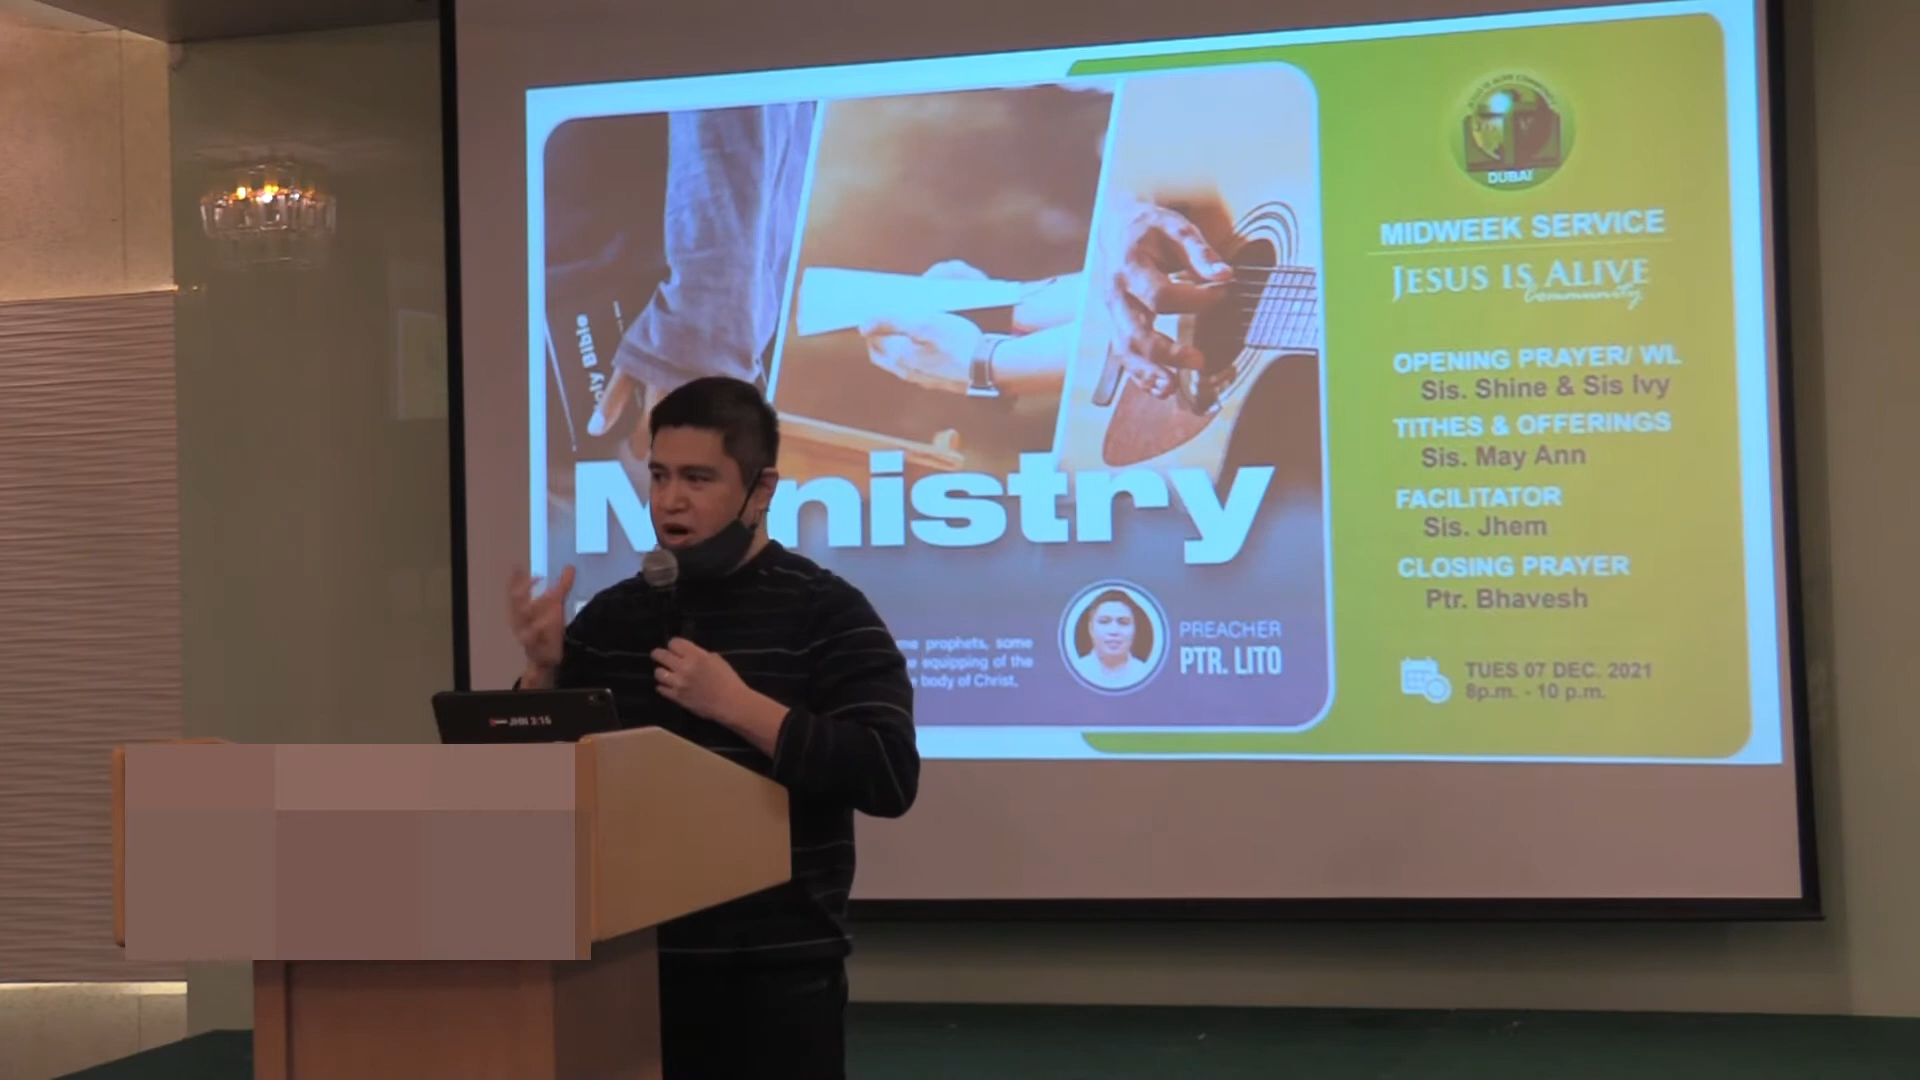 Holy Bible
Ministry
me prophets, some
equipping of the
body of Christ.
PREACHER
PTR. LITO
DUBAI
MIDWEEK SERVICE
JESUS IS ALIVE
Community
OPENING PRAYER/ WL
Sis. Shine & Sis Ivy
TITHES & OFFERINGS
Sis. May Ann
FACILITATOR
Sis. Jhem
CLOSING PRAYER
Ptr. Bhavesh
TUES 07 DEC. 2021
8p.m. - 10 p.m.
JHN 3:16